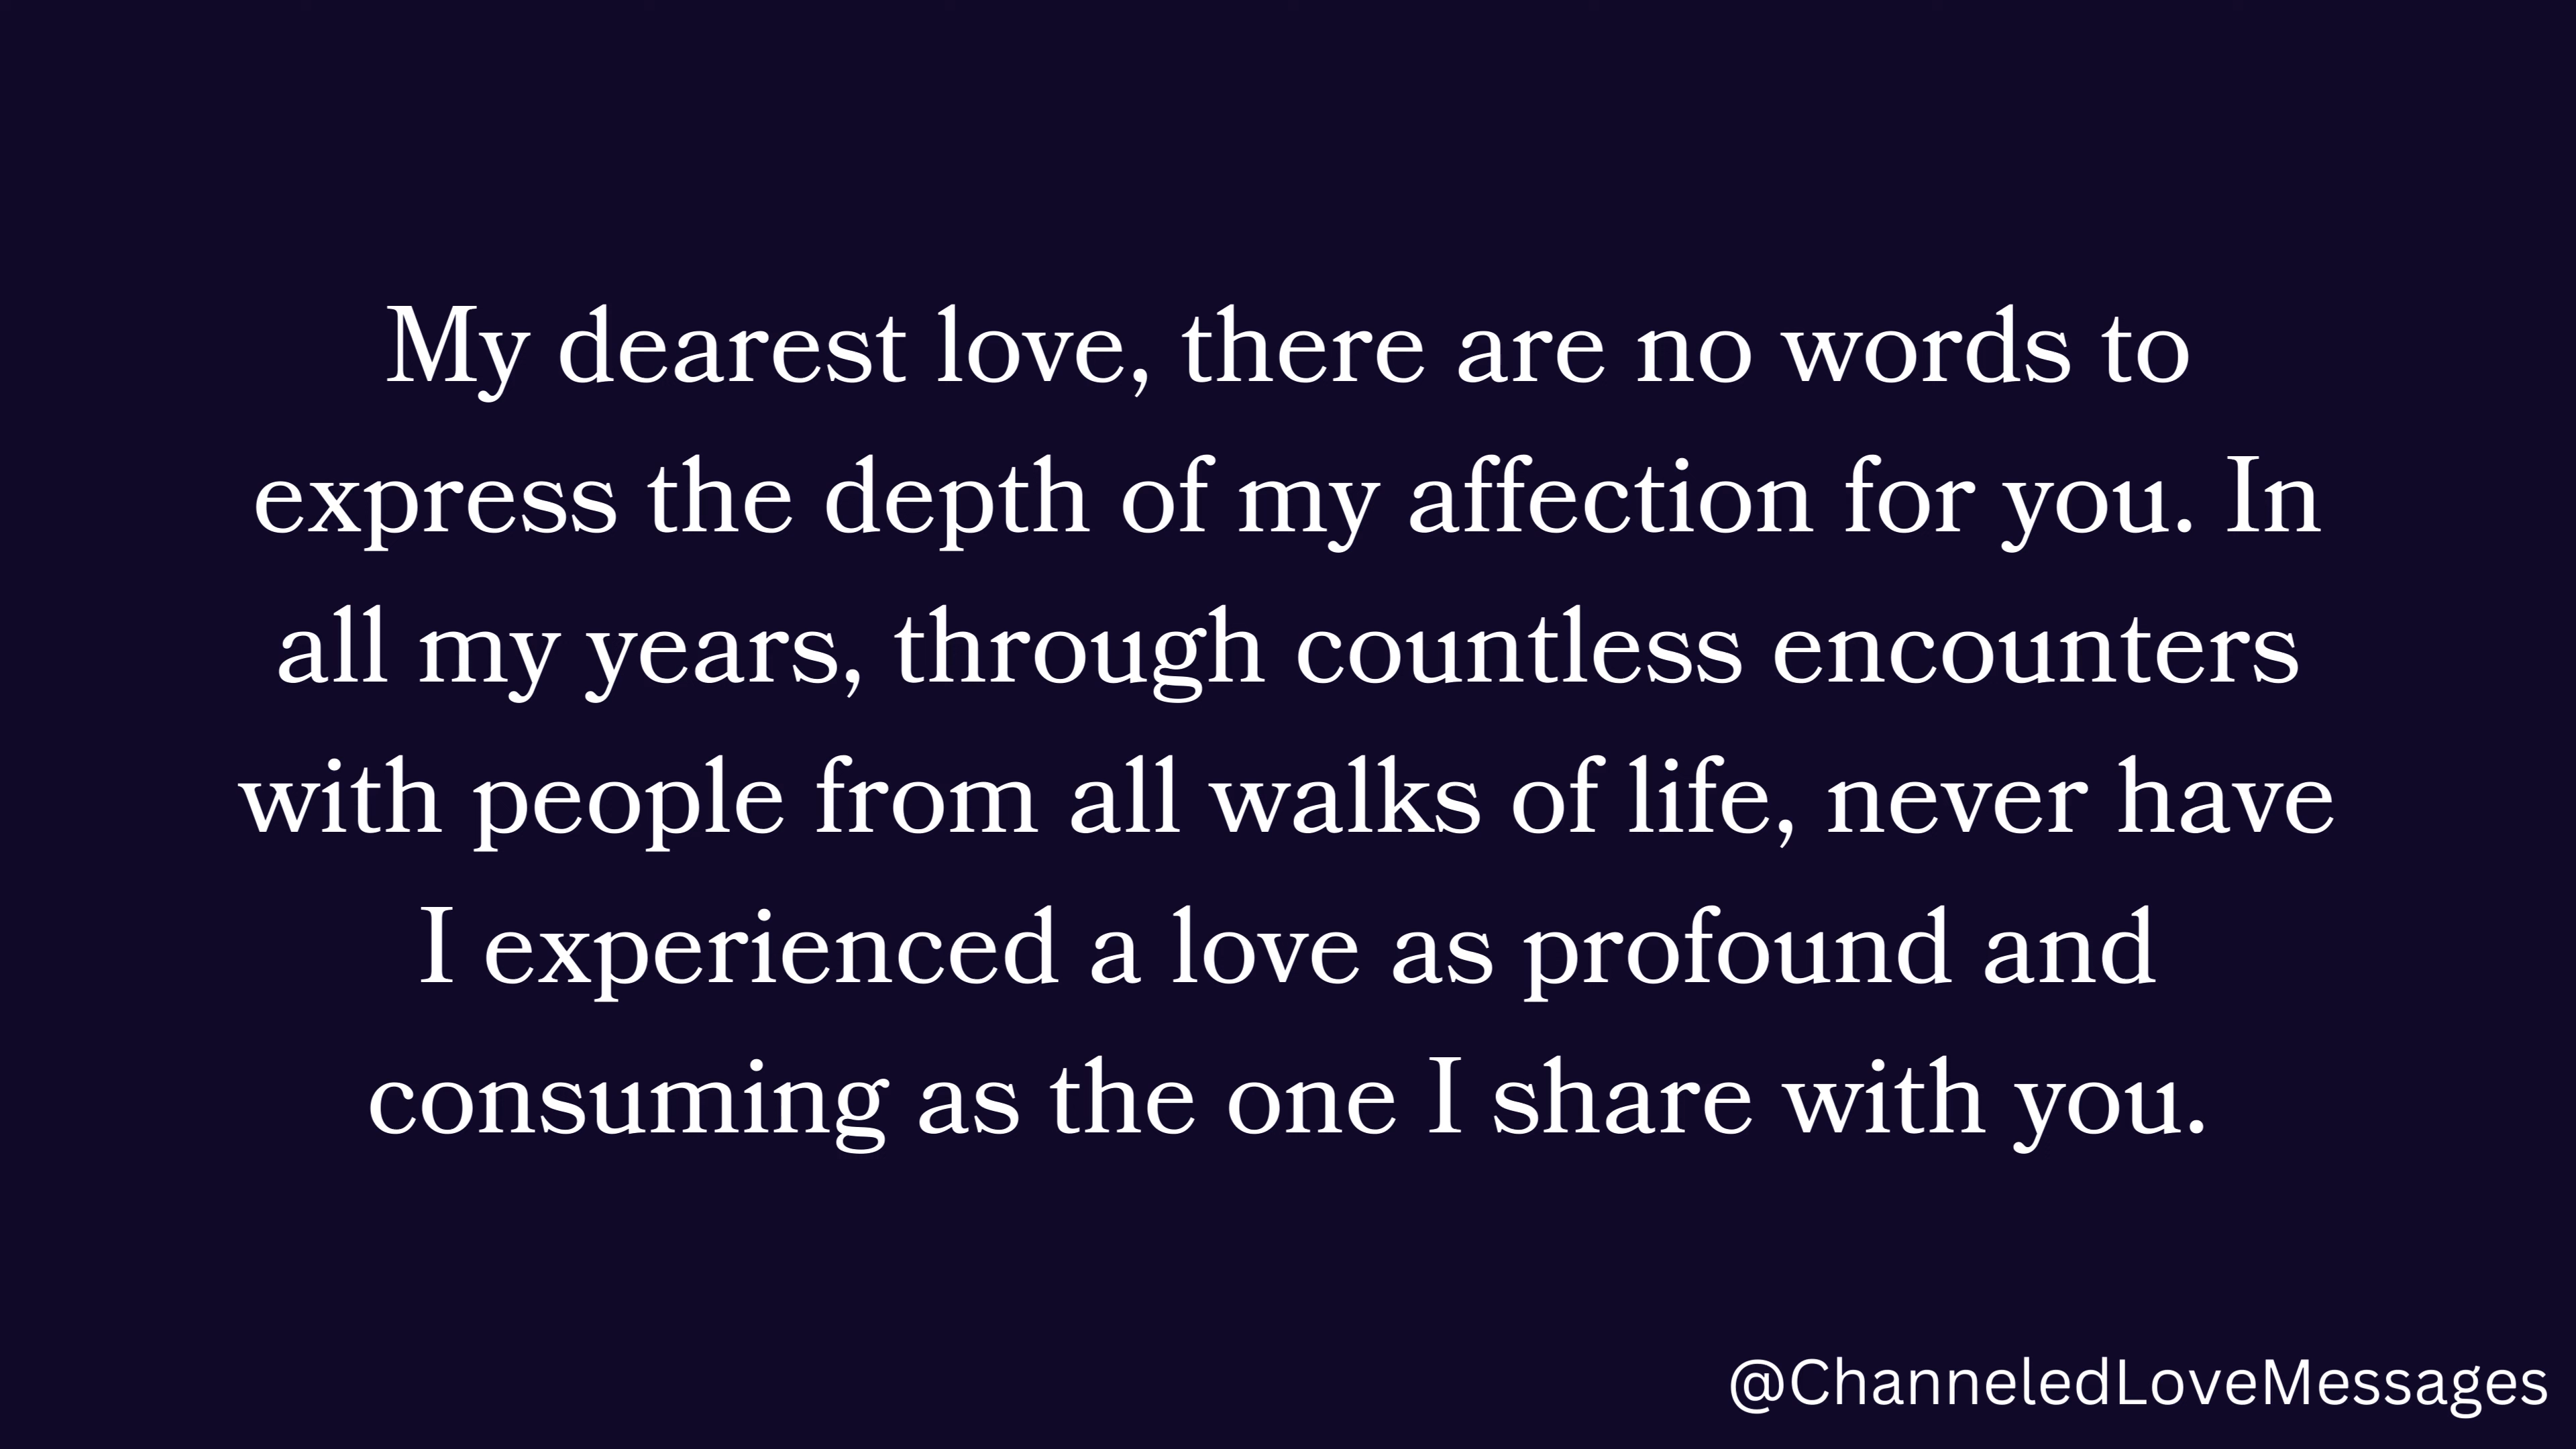 My dearest love, there are no words to
express the depth of my affection for you. In
all my years, through countless encounters
with people from all walks of life, never have
I experienced a love as profound and
consuming as the one I share with you.
@ChanneledLoveMessages